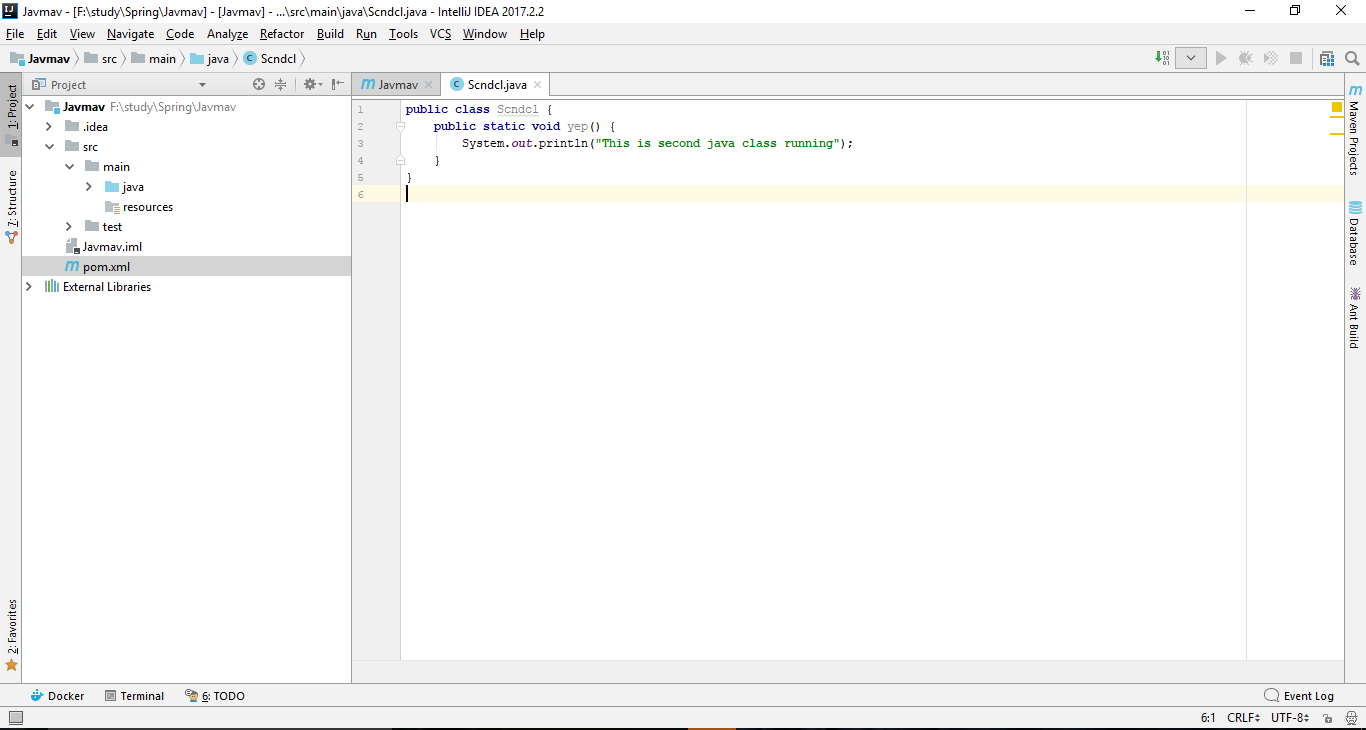 Javmav - [F:\study\Spring\Javmav] - [Javmav] - ...\src\main\java\Scndcl.java - IntelliJ IDEA 2017.2.2
File Edit View Navigate Code Analyze Refactor Build Run Tools VCS Window Help
Javmav src main java Scndcl
Project
Javmav
Scndcl.java
1: Project
7: Structure
2: Favorites
Javmav F:\study\Spring\Javmav
.idea
src
main
java
resources
test
Javmav.iml
pom.xml
External Libraries
1 public class Scndcl {
2 public static void yep() {
3 System.out.println("This is second java class running");
4 }
5 }
6
Maven Projects
Database
Ant Build
Docker Terminal 6: TODO Event Log
6:1 CRLF UTF-8